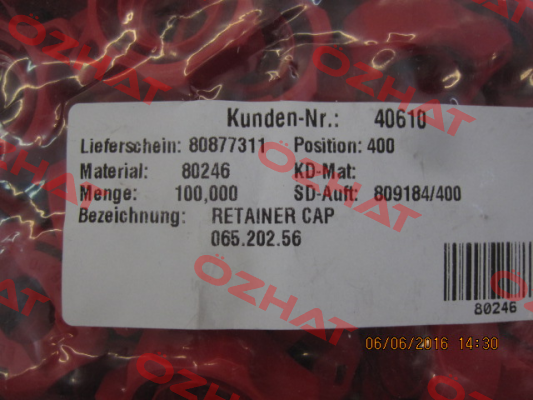 Kunden-Nr.: 40610
Lieferschein: 80877311 Position: 400
Material: 80246 KD-Mat:
Menge: 100,000 SD-Auft: 809184/400
Bezeichnung: RETAINER CAP
065.202.56
80246
06/06/2016 14:30
OZHAT
OZHAT
OZHAT
OZHAT
OZHAT